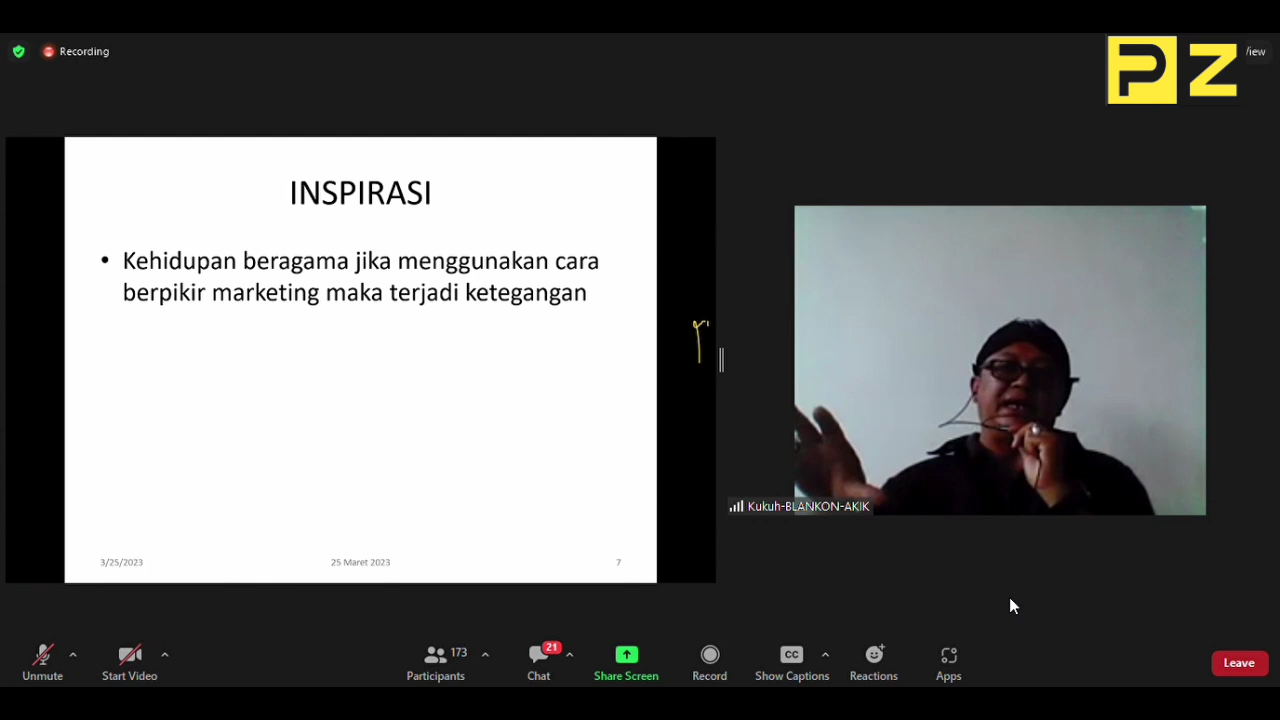 Recording
PZ
View
INSPIRASI
• Kehidupan beragama jika menggunakan cara
berpikir marketing maka terjadi ketegangan
3/25/2023 25 Maret 2023 7
Kukuh-BLANKON-AKIK
173
21
CC
Unmute Start Video Participants Chat Share Screen Record Show Captions Reactions Apps Leave